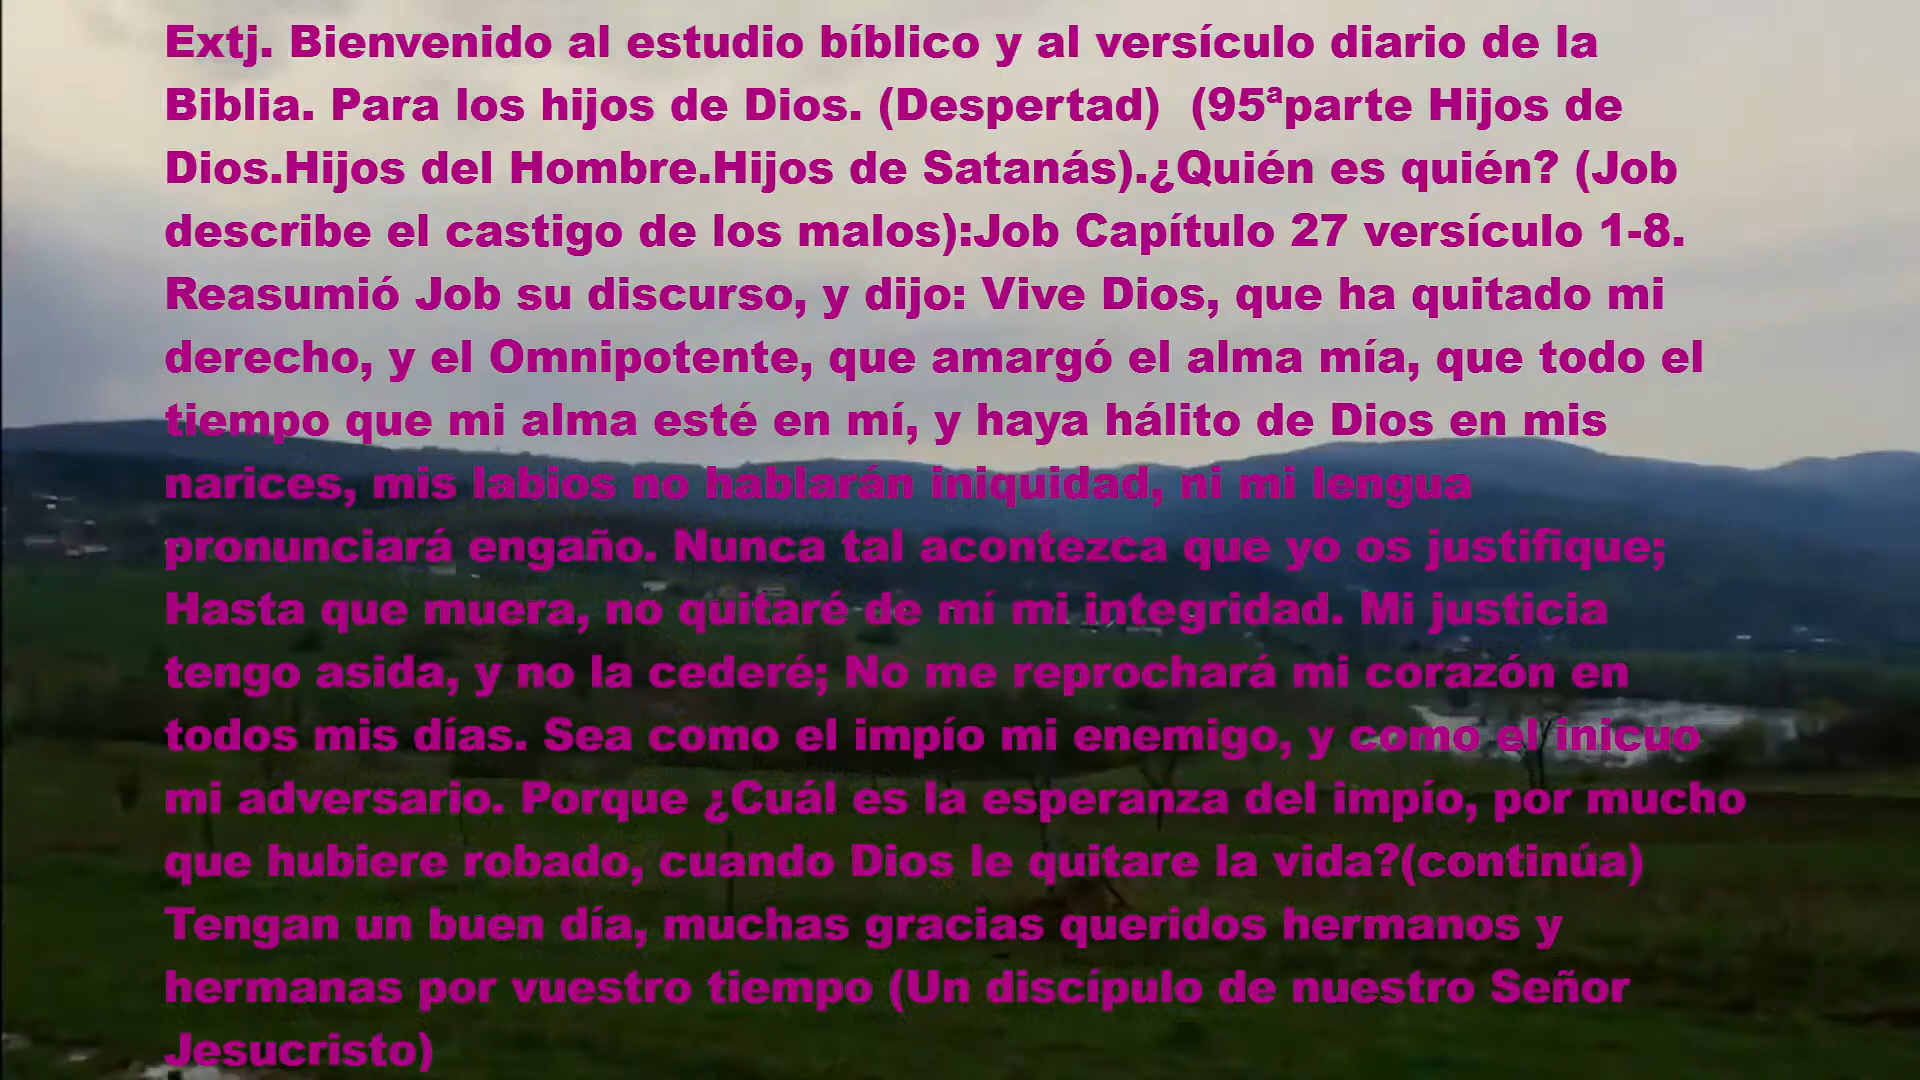 Extj. Bienvenido al estudio bíblico y al versículo diario de la
Biblia. Para los hijos de Dios. (Despertad)  (95ªparte Hijos de
Dios.Hijos del Hombre.Hijos de Satanás).¿Quién es quién? (Job
describe el castigo de los malos):Job Capítulo 27 versículo 1-8.
Reasumió Job su discurso, y dijo: Vive Dios, que ha quitado mi
derecho, y el Omnipotente, que amargó el alma mía, que todo el
tiempo que mi alma esté en mí, y haya hálito de Dios en mis
narices, mis labios no hablarán iniquidad, ni mi lengua
pronunciará engaño. Nunca tal acontezca que yo os justifique;
Hasta que muera, no quitaré de mí mi integridad. Mi justicia
tengo asida, y no la cederé; No me reprochará mi corazón en
todos mis días. Sea como el impío mi enemigo, y como el inicuo
mi adversario. Porque ¿Cuál es la esperanza del impío, por mucho
que hubiere robado, cuando Dios le quitare la vida?(continúa)
Tengan un buen día, muchas gracias queridos hermanos y
hermanas por vuestro tiempo (Un discípulo de nuestro Señor
Jesucristo)